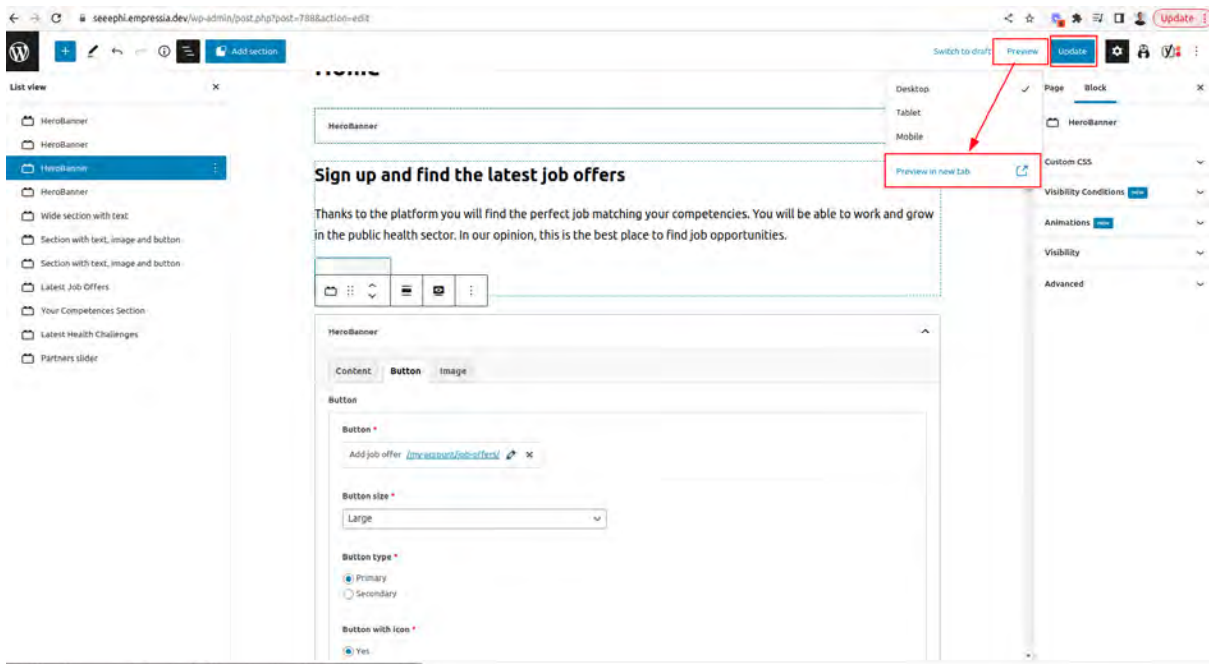 seeephi.empressia.dev/wp-admin/post.php?post=788&action=edit
Update
Add section
Switch to draft
Preview
Update
List view
HeroBanner
HeroBanner
HeroBanner
HeroBanner
Wide section with text
Section with text, image and button
Section with text, image and button
Latest Job Offers
Your Competences Section
Latest Health Challenges
Partners slider
Home
HeroBanner
Sign up and find the latest job offers
Thanks to the platform you will find the perfect job matching your competencies. You will be able to work and grow
in the public health sector. In our opinion, this is the best place to find job opportunities.
HeroBanner
Content Button Image
Button
Button *
Add job offer /my-account/job-offers/
Button size *
Large
Button type *
Primary
Secondary
Button with icon *
Yes
Desktop
Tablet
Mobile
Preview in new tab
Page Block
HeroBanner
Custom CSS
Visibility Conditions NEW
Animations NEW
Visibility
Advanced